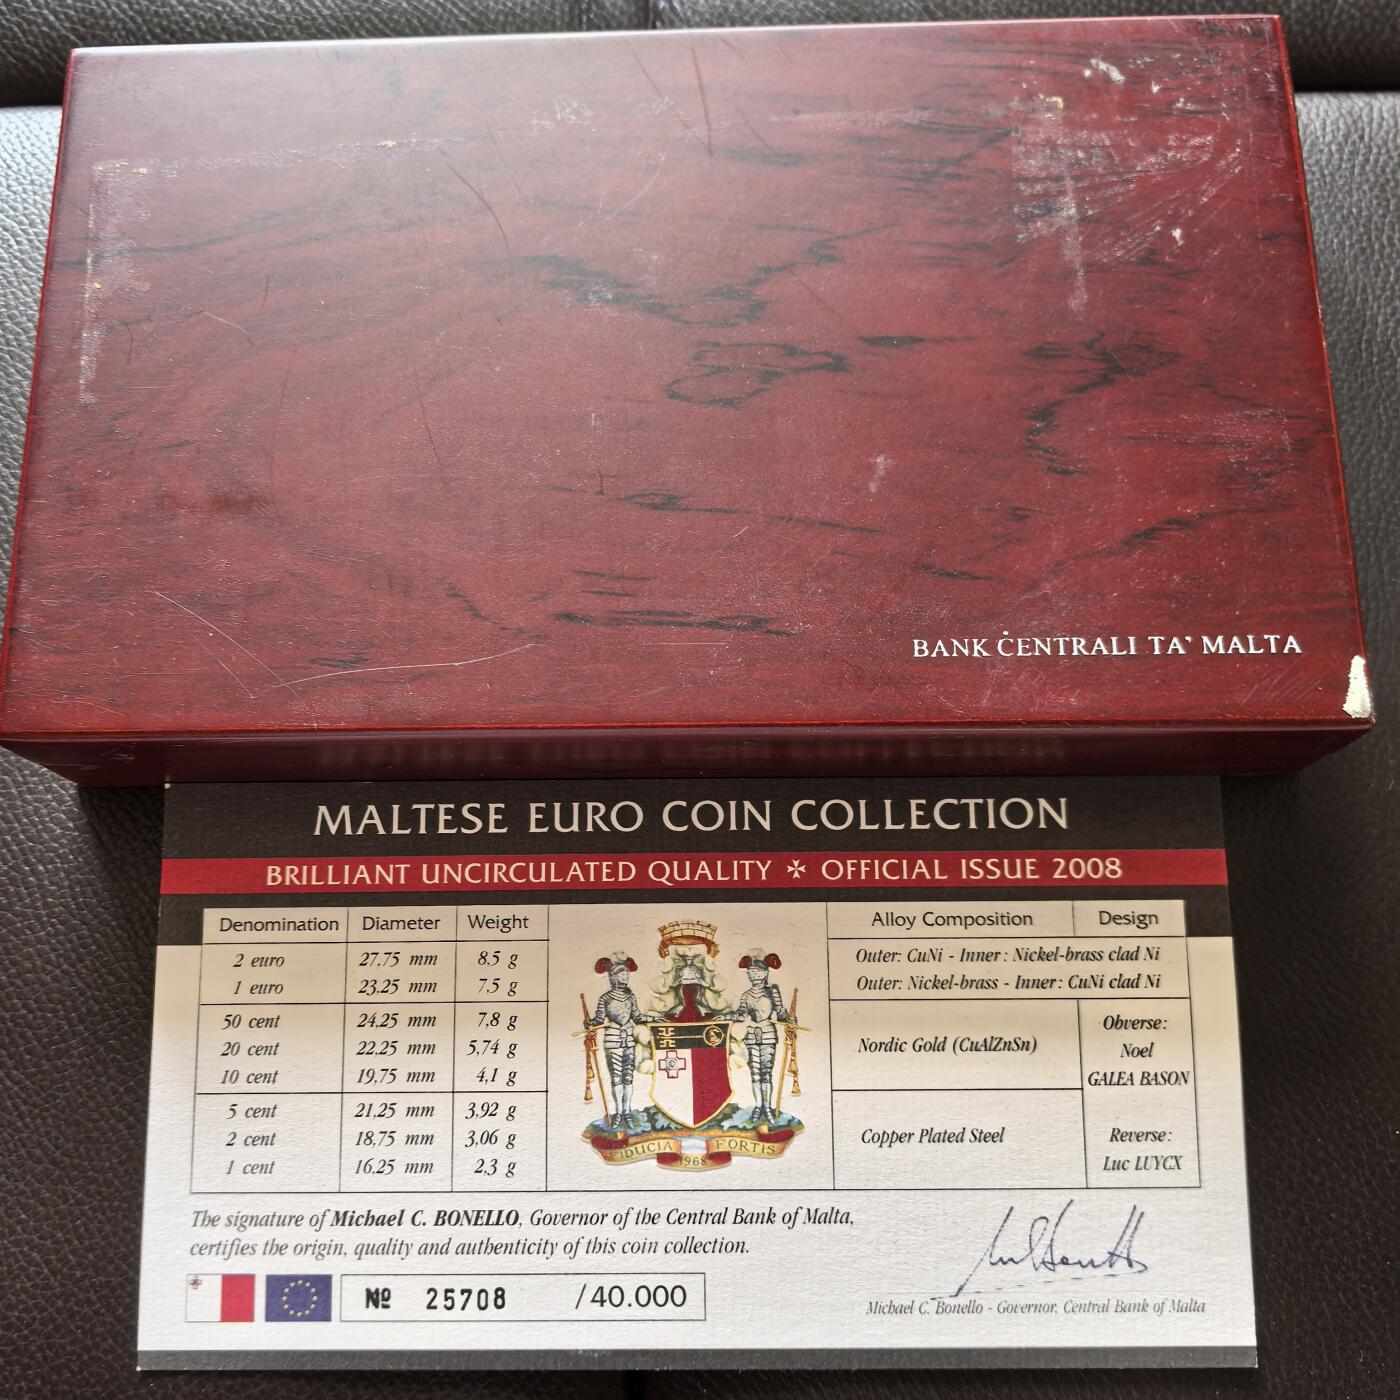 BANK ĊENTRALI TA' MALTA
MALTESE EURO COIN COLLECTION
BRILLIANT UNCIRCULATED QUALITY ✠ OFFICIAL ISSUE 2008
Denomination Diameter Weight
2 euro 27,75 mm 8.5 g
1 euro 23,25 mm 7,5 g
50 cent 24,25 mm 7,8 g
20 cent 22,25 mm 5,74 g
10 cent 19,75 mm 4,1 g
5 cent 21,25 mm 3,92 g
2 cent 18,75 mm 3,06 g
1 cent 16,25 mm 2,3 g
FIDUCIA FORTIS
1968
Alloy Composition Design
Outer: CuNi - Inner: Nickel-brass clad Ni
Outer: Nickel-brass - Inner: CuNi clad Ni
Nordic Gold (CuAlZnSn)
Copper Plated Steel
Obverse:
Noel
GALEA BASON
Reverse:
Luc LUYCX
The signature of Michael C. BONELLO, Governor of the Central Bank of Malta,
certifies the origin, quality and authenticity of this coin collection.
Nº 25708 /40.000
Michael C. Bonello - Governor, Central Bank of Malta